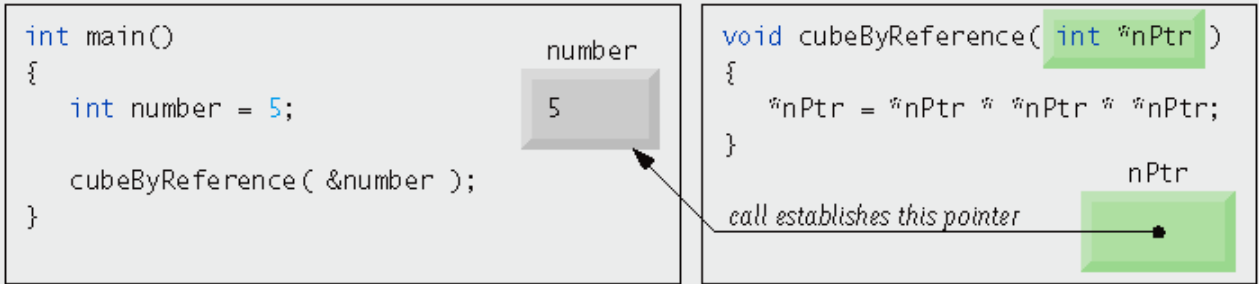 int main()
{
int number = 5;
cubeByReference( &number );
}
number
5
void cubeByReference( int *nPtr )
{
*nPtr = *nPtr * *nPtr * *nPtr;
}
nPtr
call establishes this pointer